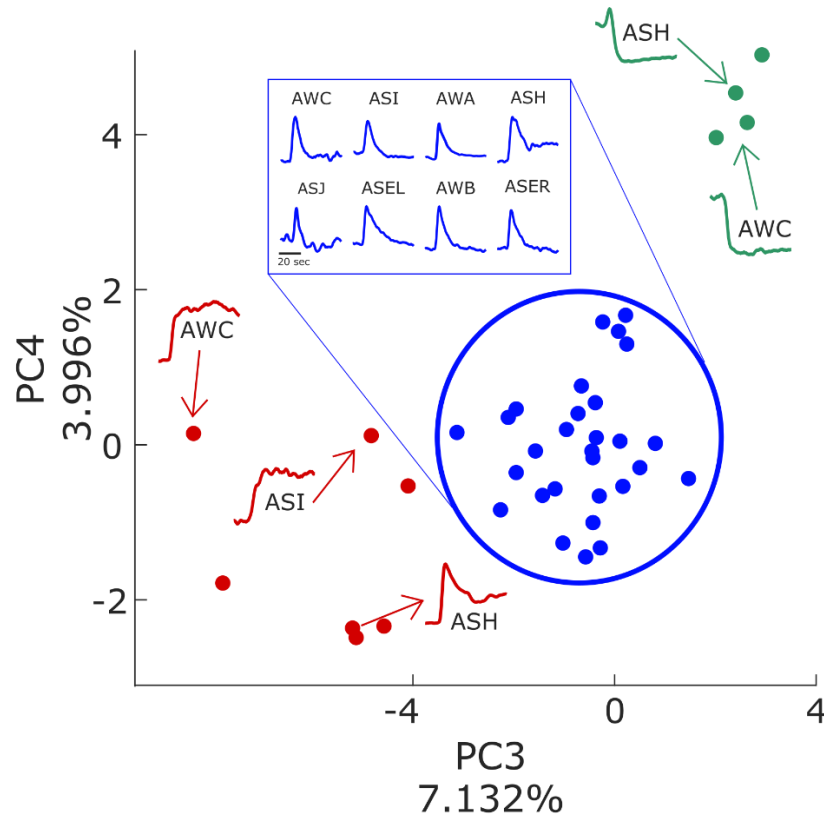 ASH
AWC
4
2
0
-2
PC4
3.996%
AWC ASI AWA ASH
ASJ ASEL AWB ASER
20 sec
AWC
ASI
ASH
-4 0 4
PC3
7.132%